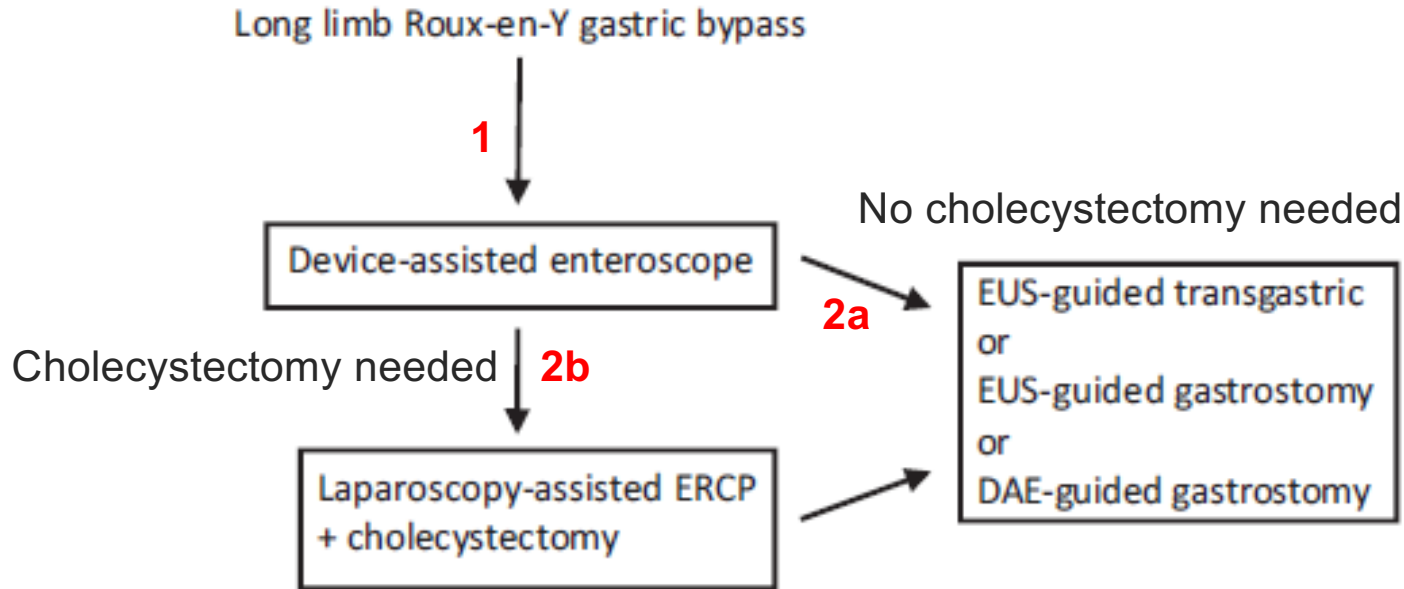 Long limb Roux-en-Y gastric bypass
1
No cholecystectomy needed
Device-assisted enteroscope
2a
EUS-guided transgastric
or
EUS-guided gastrostomy
or
DAE-guided gastrostomy
Cholecystectomy needed
2b
Laparoscopy-assisted ERCP
+ cholecystectomy